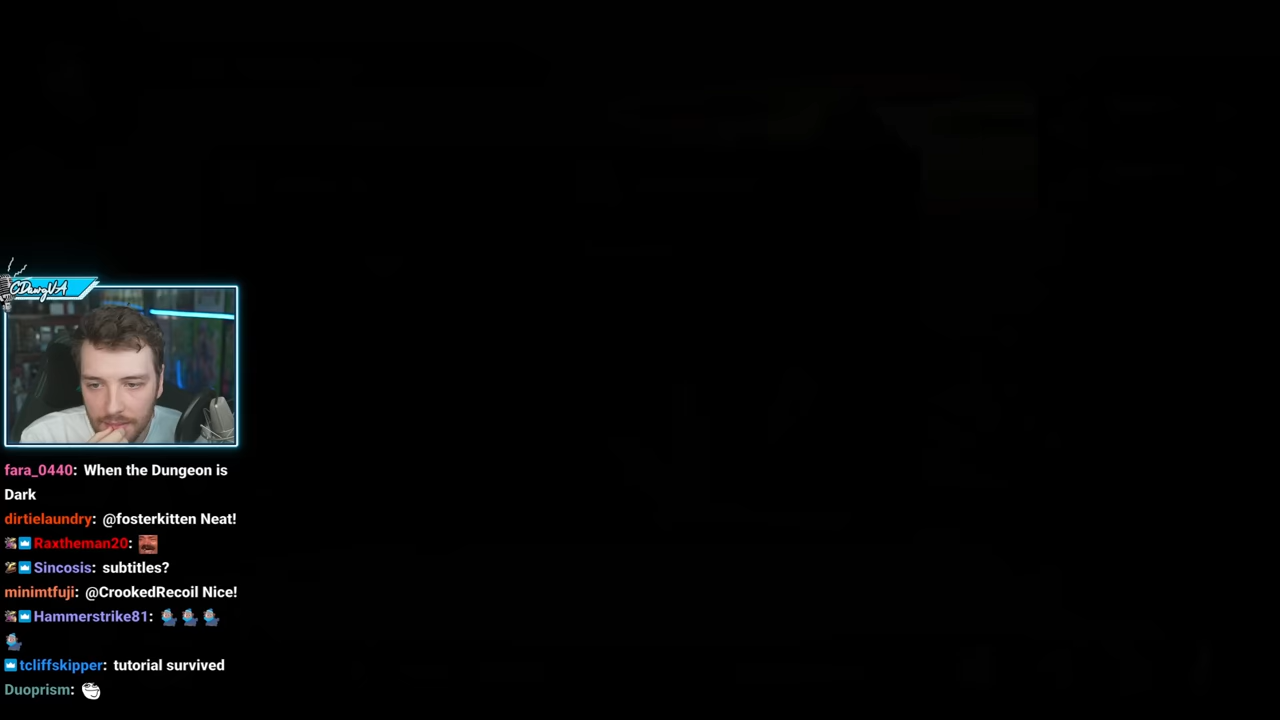 CDawgVA
fara_0440: When the Dungeon is
Dark
dirtielaundry: @fosterkitten Neat!
Raxtheman20:
Sincosis: subtitles?
minimtfuji: @CrookedRecoil Nice!
Hammerstrike81:
tcliffskipper: tutorial survived
Duoprism: